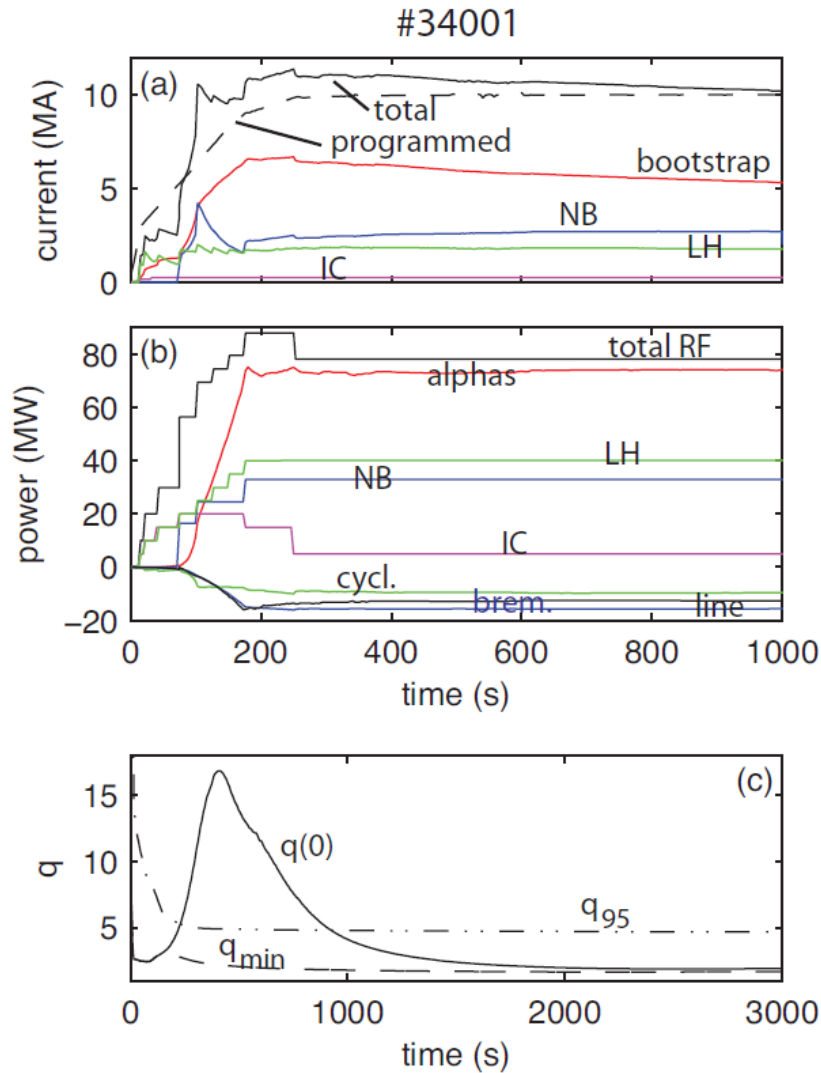 #34001
(a)
10
total
programmed
bootstrap
5
NB
LH
IC
0
current (MA)
(b)
80
total RF
alphas
60
40
LH
NB
20
IC
0
cycl.
brem.
line
−20
power (MW)
0 200 400 600 800 1000
time (s)
(c)
15
q(0)
10
q95
5
qmin
q
0 1000 2000 3000
time (s)